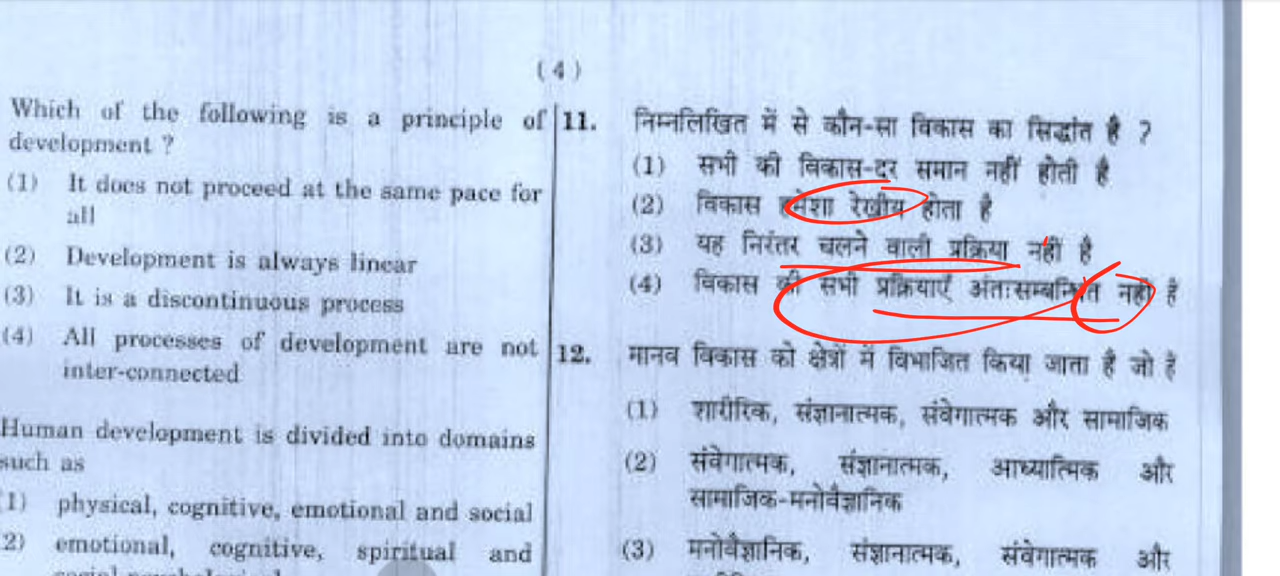 (4)
Which of the following is a principle of
development ?
(1) It does not proceed at the same pace for
all
(2) Development is always linear
(3) It is a discontinuous process
(4) All processes of development are not
inter-connected
Human development is divided into domains
such as
1) physical, cognitive, emotional and social
2) emotional, cognitive, spiritual and
11. निम्नलिखित में से कौन-सा विकास का सिद्धांत है ?
(1) सभी की विकास-दर समान नहीं होती है
(2) विकास हमेशा रेखीय होता है
(3) यह निरंतर चलने वाली प्रक्रिया नहीं है
(4) विकास की सभी प्रक्रियाएँ अंतःसम्बन्धित नहीं है
12. मानव विकास को क्षेत्रों में विभाजित किया जाता है जो है
(1) शारीरिक, संज्ञानात्मक, संवेगात्मक और सामाजिक
(2) संवेगात्मक, संज्ञानात्मक, आध्यात्मिक और
सामाजिक-मनोवैज्ञानिक
(3) मनोवैज्ञानिक, संज्ञानात्मक, संवेगात्मक और